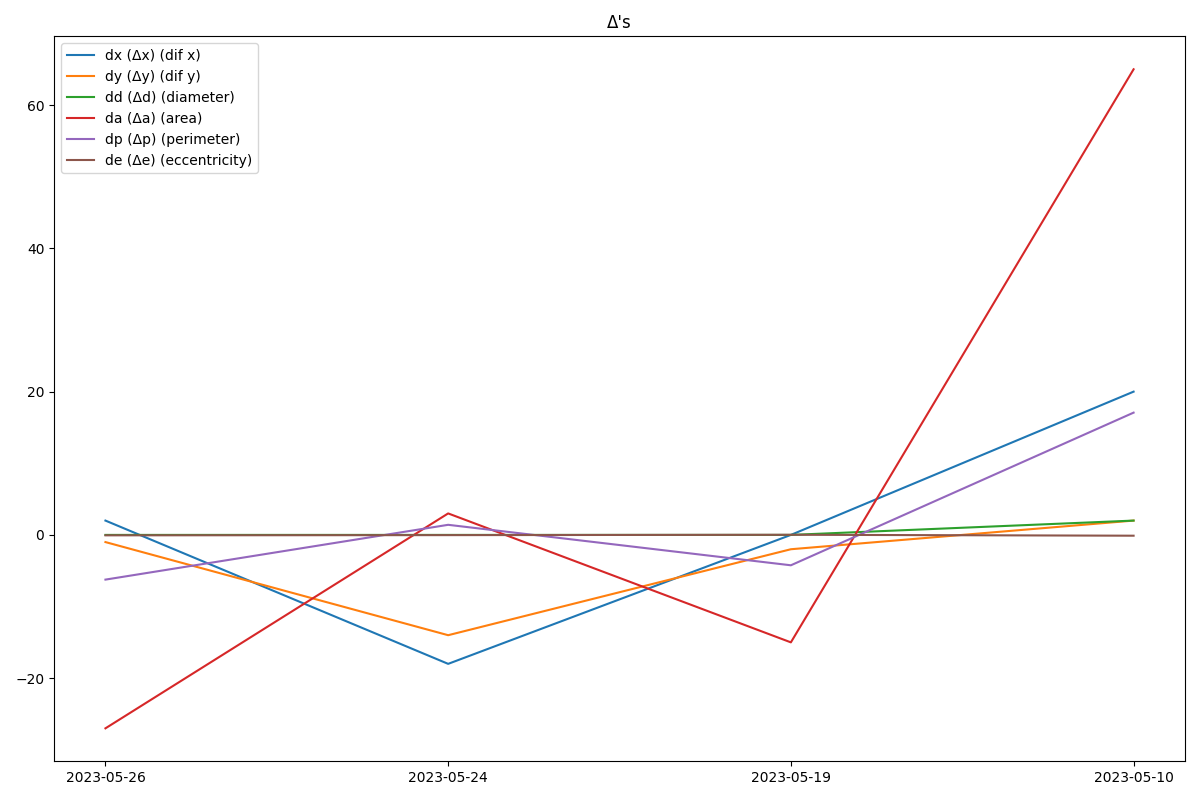 Δ's
dx (Δx) (dif x)
dy (Δy) (dif y)
dd (Δd) (diameter)
da (Δa) (area)
dp (Δp) (perimeter)
de (Δe) (eccentricity)
60
40
20
0
−20
2023-05-26
2023-05-24
2023-05-19
2023-05-10